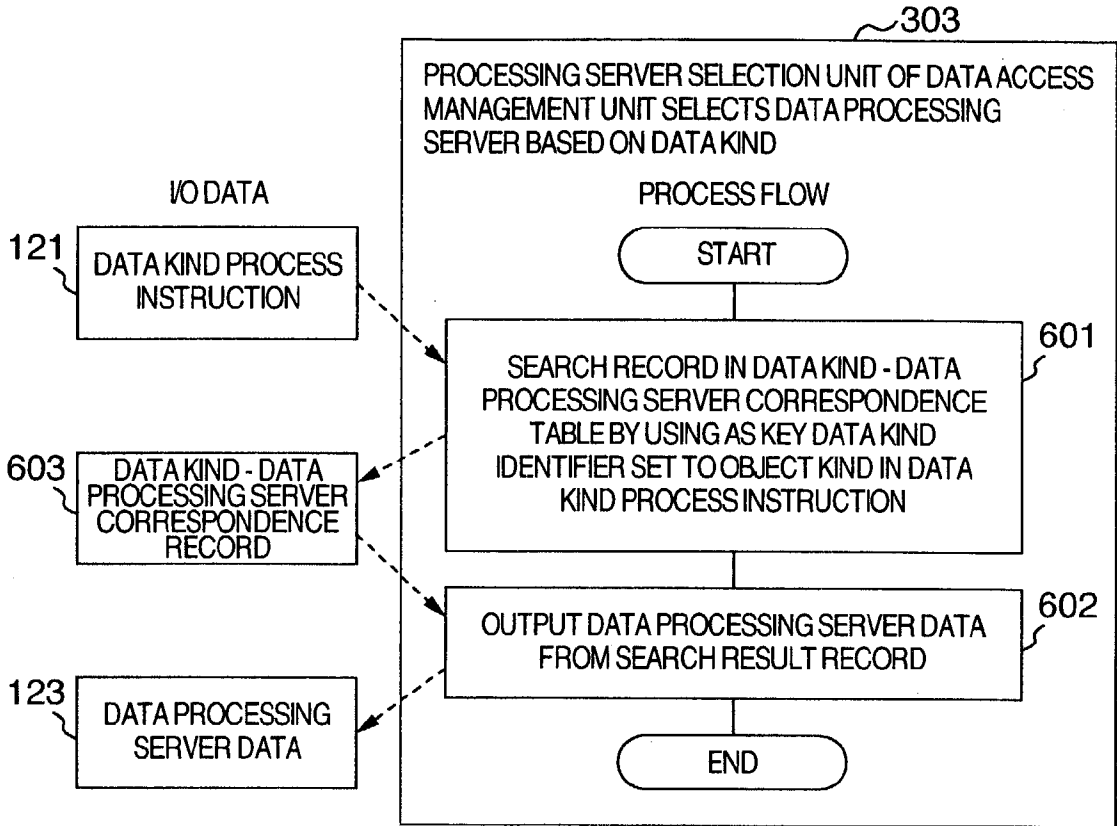 303
PROCESSING SERVER SELECTION UNIT OF DATA ACCESS
MANAGEMENT UNIT SELECTS DATA PROCESSING
SERVER BASED ON DATA KIND
I/O DATA
PROCESS FLOW
121
DATA KIND PROCESS
INSTRUCTION
START
601
SEARCH RECORD IN DATA KIND - DATA
PROCESSING SERVER CORRESPONDENCE
TABLE BY USING AS KEY DATA KIND
IDENTIFIER SET TO OBJECT KIND IN DATA
KIND PROCESS INSTRUCTION
603
DATA KIND - DATA
PROCESSING SERVER
CORRESPONDENCE
RECORD
602
OUTPUT DATA PROCESSING SERVER DATA
FROM SEARCH RESULT RECORD
123
DATA PROCESSING
SERVER DATA
END